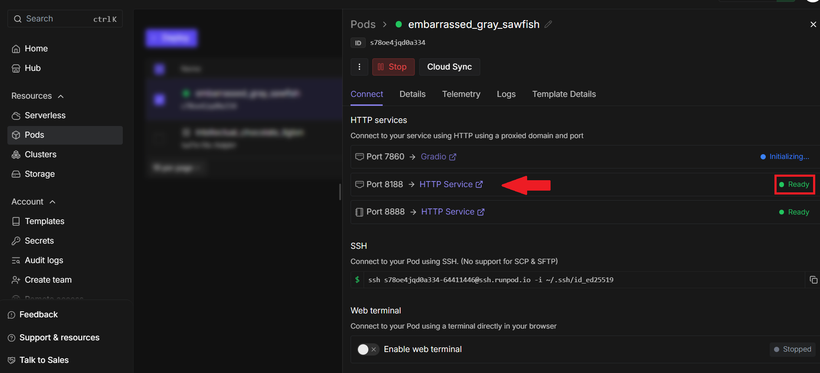 Search ctrl K
Home
Hub
Resources
Serverless
Pods
Clusters
Storage
Account
Templates
Secrets
Audit logs
Create team
Feedback
Support & resources
Talk to Sales
Pods > embarrassed_gray_sawfish
ID s78oe4jqd0a334
Stop Cloud Sync
Connect Details Telemetry Logs Template Details
HTTP services
Connect to your service using HTTP using a proxied domain and port
Port 7860 → Gradio Initializing...
Port 8188 → HTTP Service Ready
Port 8888 → HTTP Service Ready
SSH
Connect to your Pod using SSH. (No support for SCP & SFTP)
$ ssh s78oe4jqd0a334-64411446@ssh.runpod.io -i ~/.ssh/id_ed25519
Web terminal
Connect to your Pod using a terminal directly in your browser
Enable web terminal Stopped